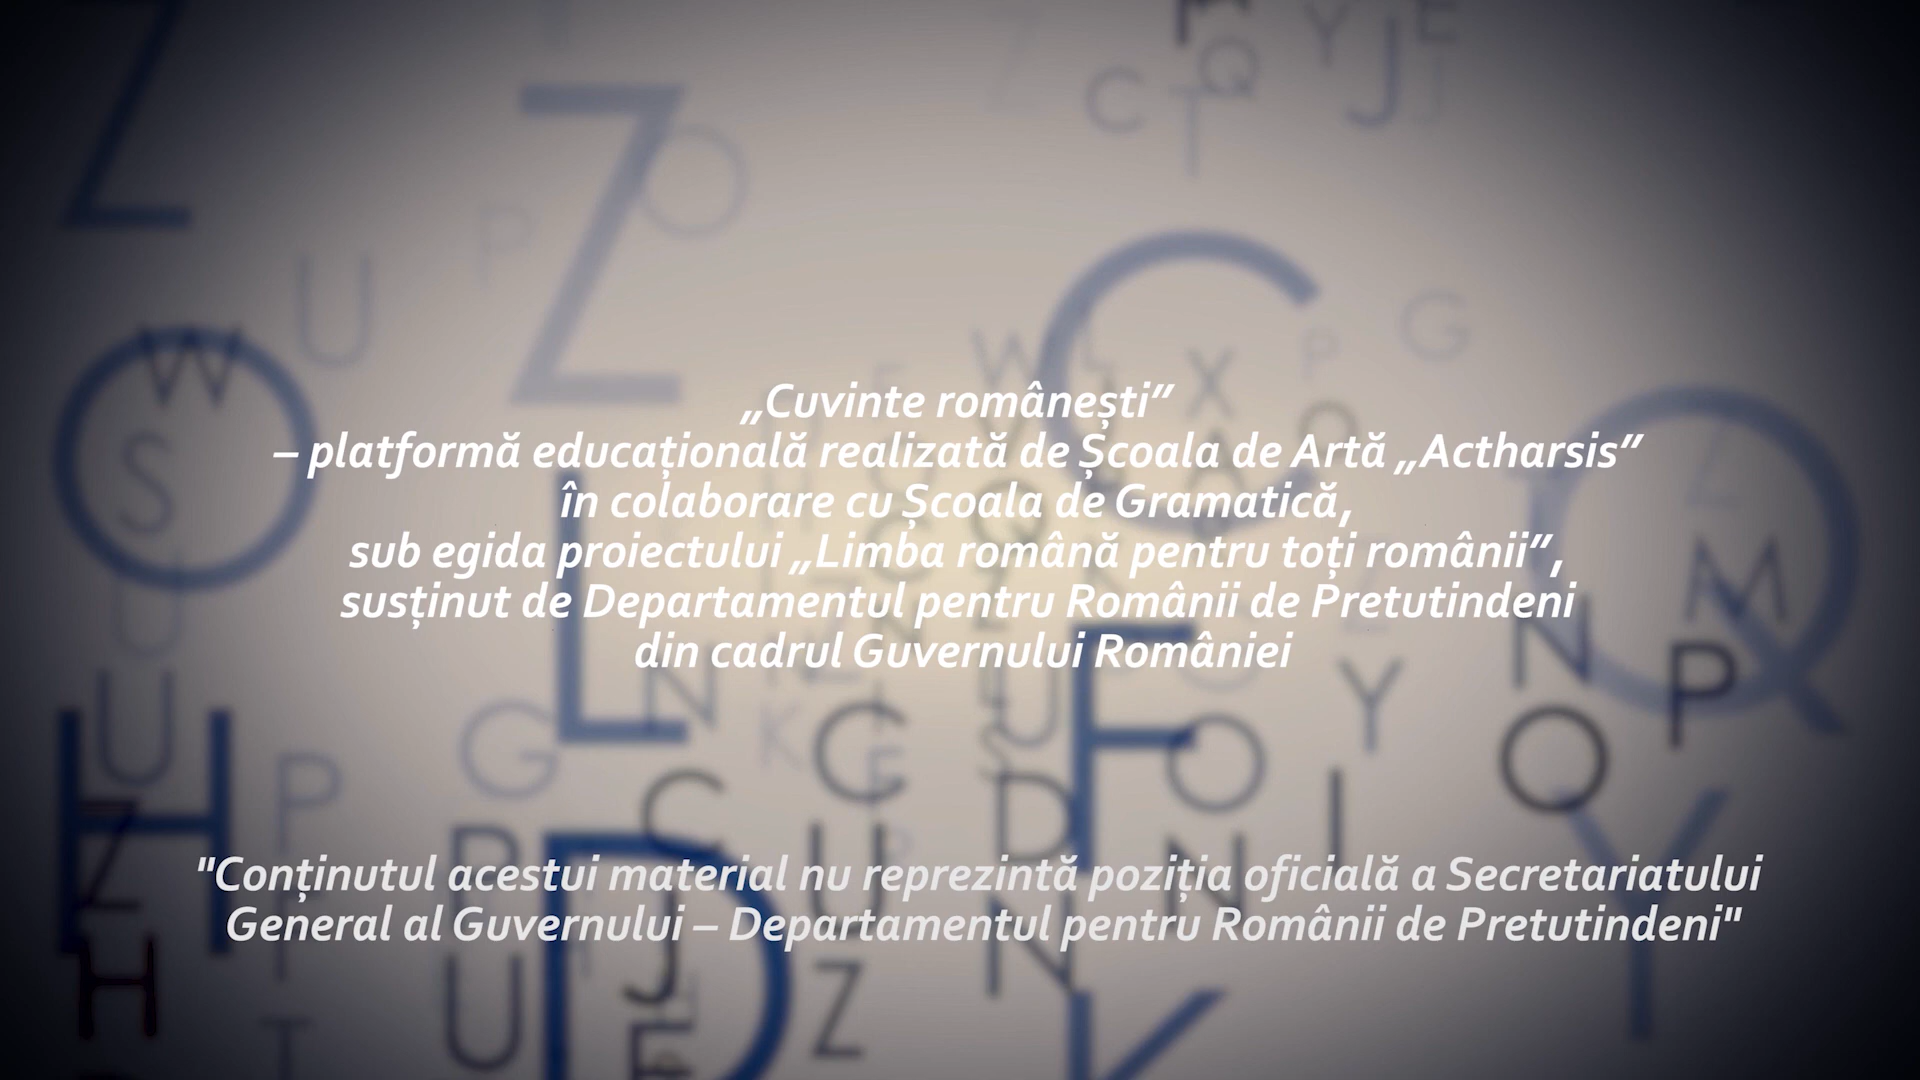 „Cuvinte românești”
– platformă educațională realizată de Școala de Artă „Actharsis”
în colaborare cu Școala de Gramatică,
sub egida proiectului „Limba română pentru toți românii”,
susținut de Departamentul pentru Românii de Pretutindeni
din cadrul Guvernului României
"Conținutul acestui material nu reprezintă poziția oficială a Secretariatului
General al Guvernului – Departamentul pentru Românii de Pretutindeni"